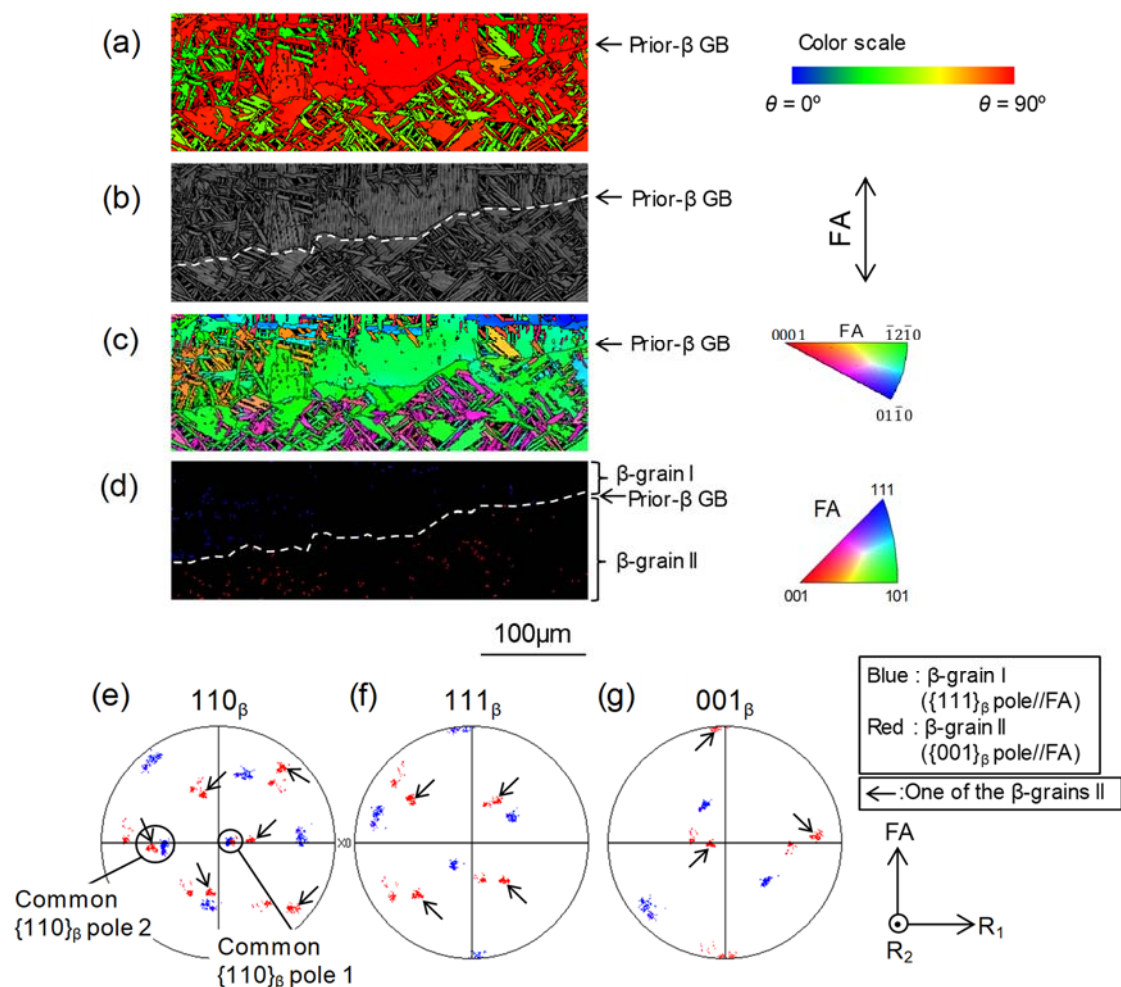 (a)
← Prior-β GB
Color scale
θ = 0º
θ = 90º
(b)
← Prior-β GB
FA
(c)
← Prior-β GB
0001
FA
1̅21̅0
011̅0
(d)
β-grain I
← Prior-β GB
β-grain II
FA
111
001
101
100μm
(e)
110β
(f)
111β
(g)
001β
Blue : β-grain I
({111}β pole//FA)
Red : β-grain II
({001}β pole//FA)
←:One of the β-grains II
Common
{110}β pole 2
Common
{110}β pole 1
FA
R1
R2